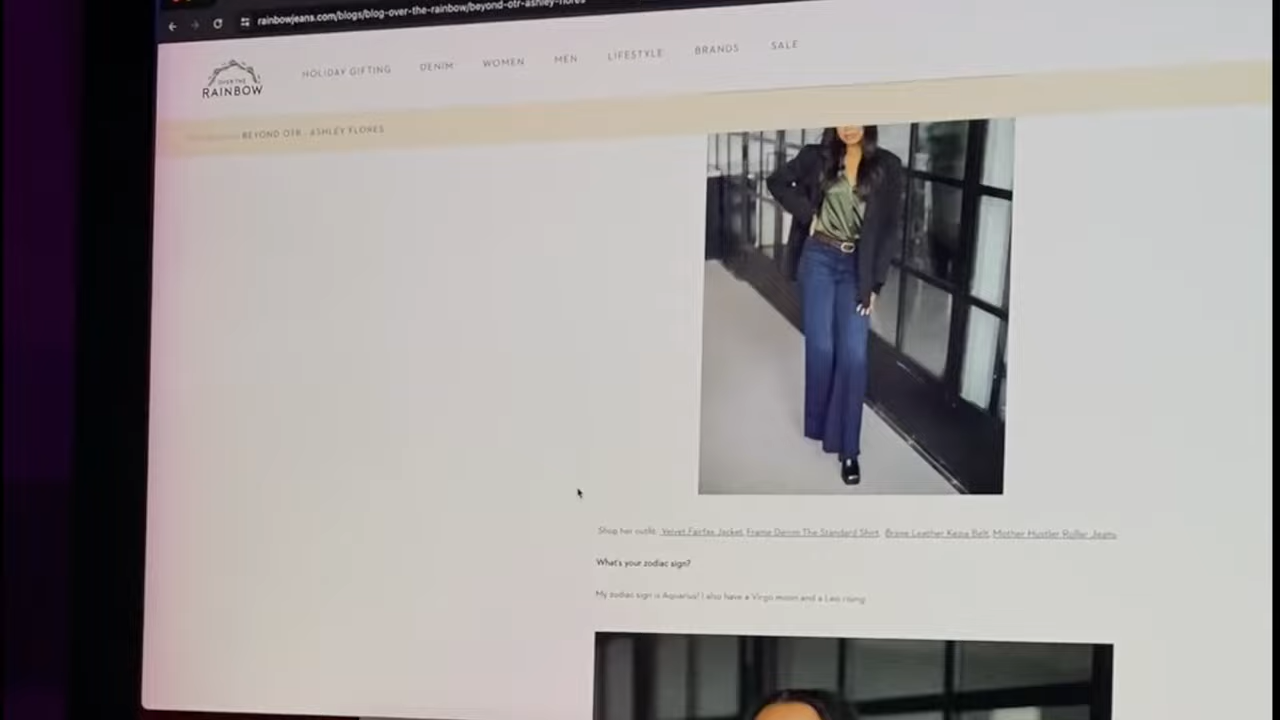 rainbowjeans.com/blogs/blog-over-the-rainbow/beyond-otr-ashley-flores
OVER THE
RAINBOW
HOLIDAY GIFTING DENIM WOMEN MEN LIFESTYLE BRANDS SALE
BEYOND OTR - ASHLEY FLORES
Shop her outfit: Velvet Fairfax Jacket, Frame Denim The Standard Shirt, Brave Leather Kezia Belt, Mother Hustler Roller Jeans
What's your zodiac sign?
My zodiac sign is Aquarius! I also have a Virgo moon and a Leo rising.